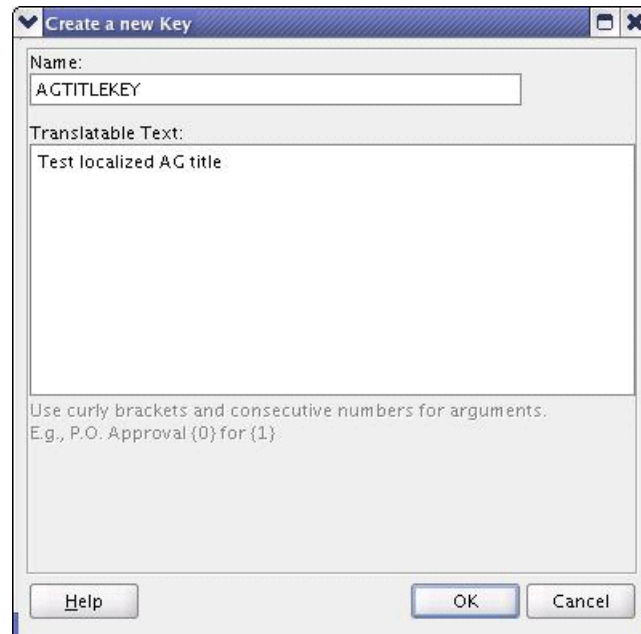 Create a new Key
Name:
AGTITLEKEY
Translatable Text:
Test localized AG title
Use curly brackets and consecutive numbers for arguments.
E.g., P.O. Approval {0} for {1}
Help
OK
Cancel